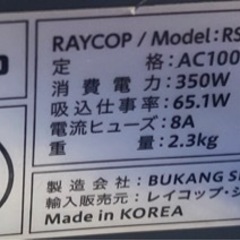 RAYCOP / Model: RS
定　　格：AC100
消費電力：350W
吸込仕事率：65.1W
電流ヒューズ：8A
重　　量：2.3kg
製造会社：BUKANG S
輸入販売元：レイコップ・
Made in KOREA